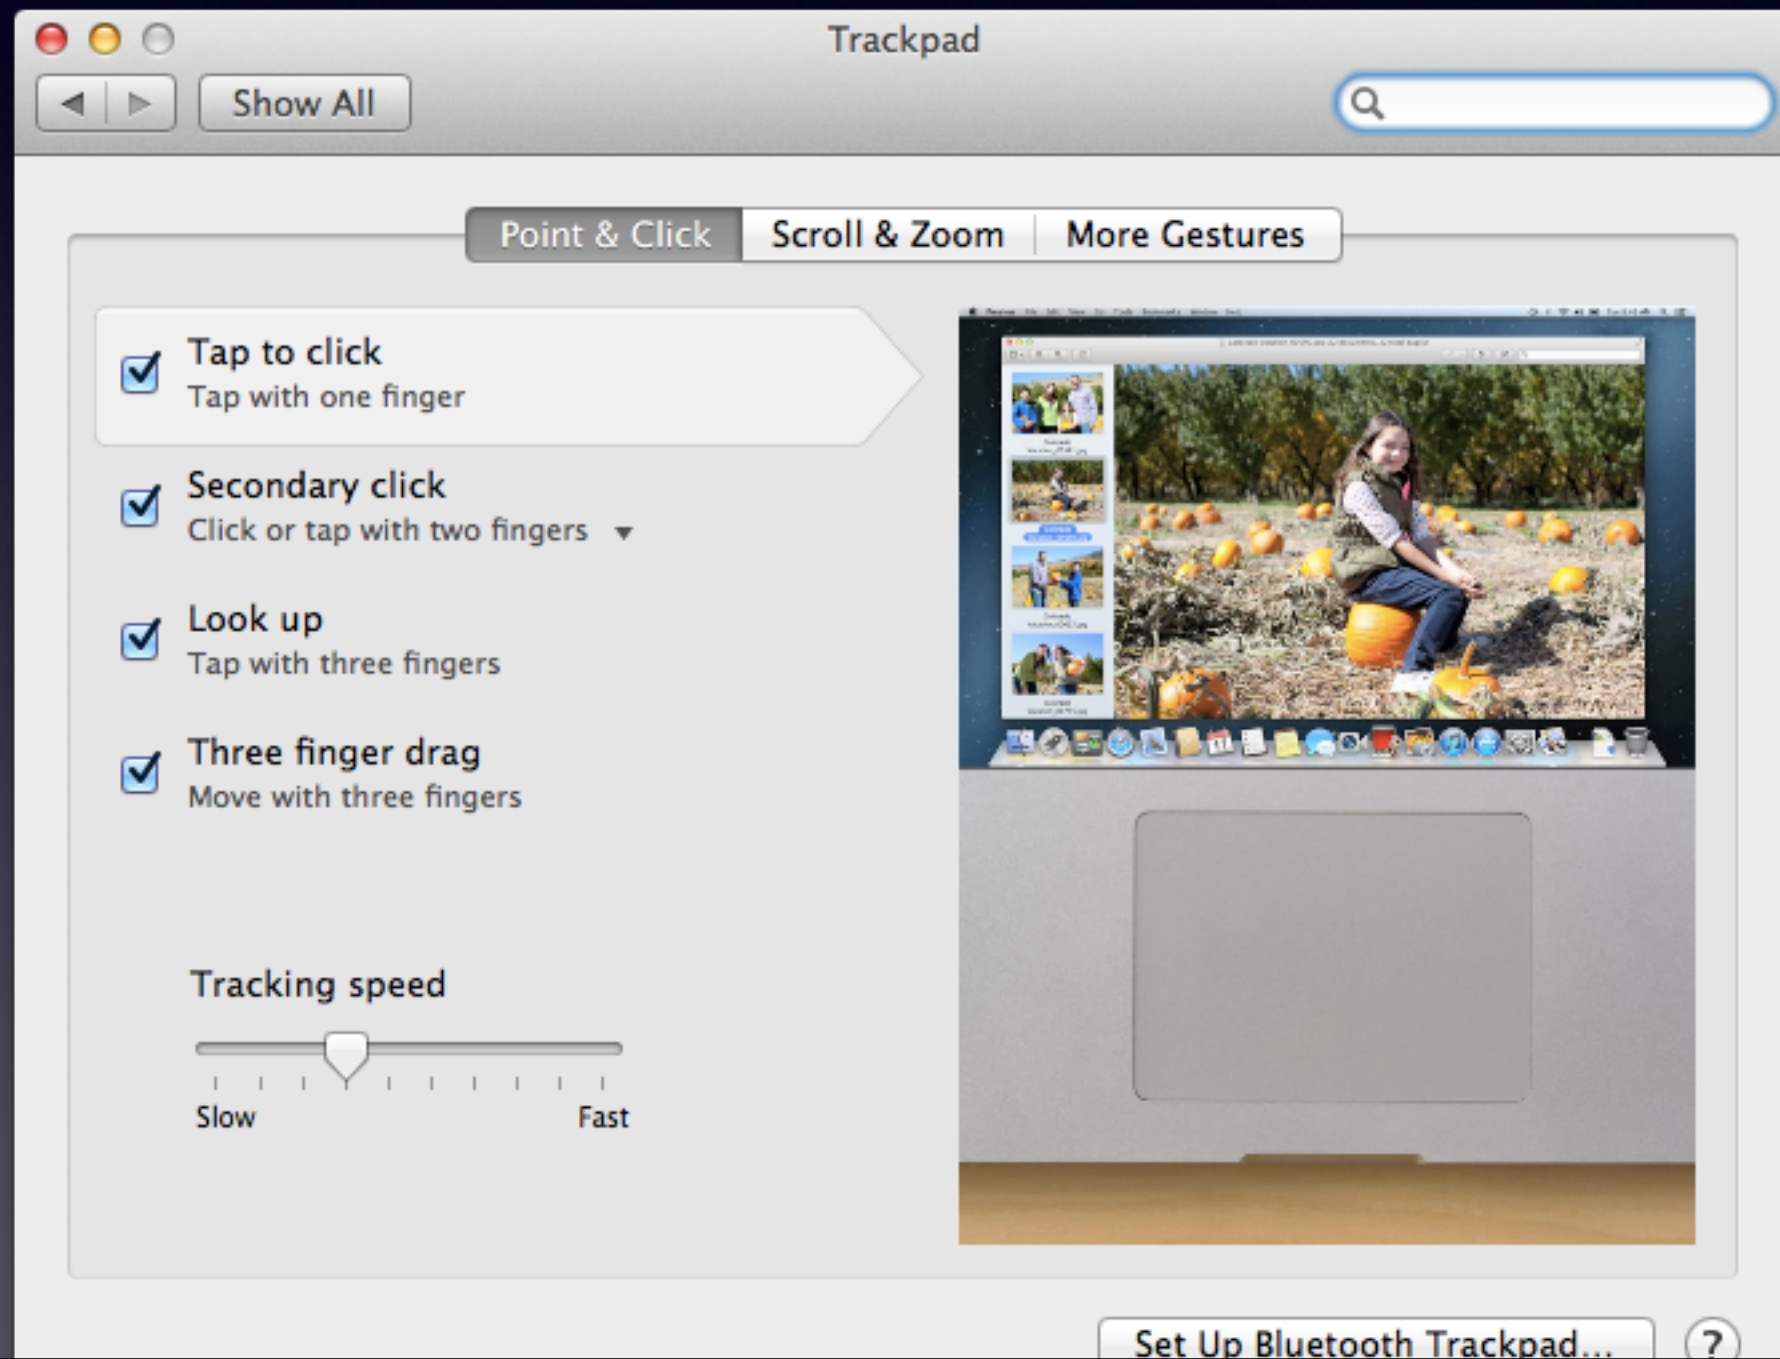 Trackpad
Show All
Point & Click
Scroll & Zoom
More Gestures
Tap to click
Tap with one finger
Secondary click
Click or tap with two fingers
Look up
Tap with three fingers
Three finger drag
Move with three fingers
Tracking speed
Slow
Fast
Set Up Bluetooth Trackpad...
?